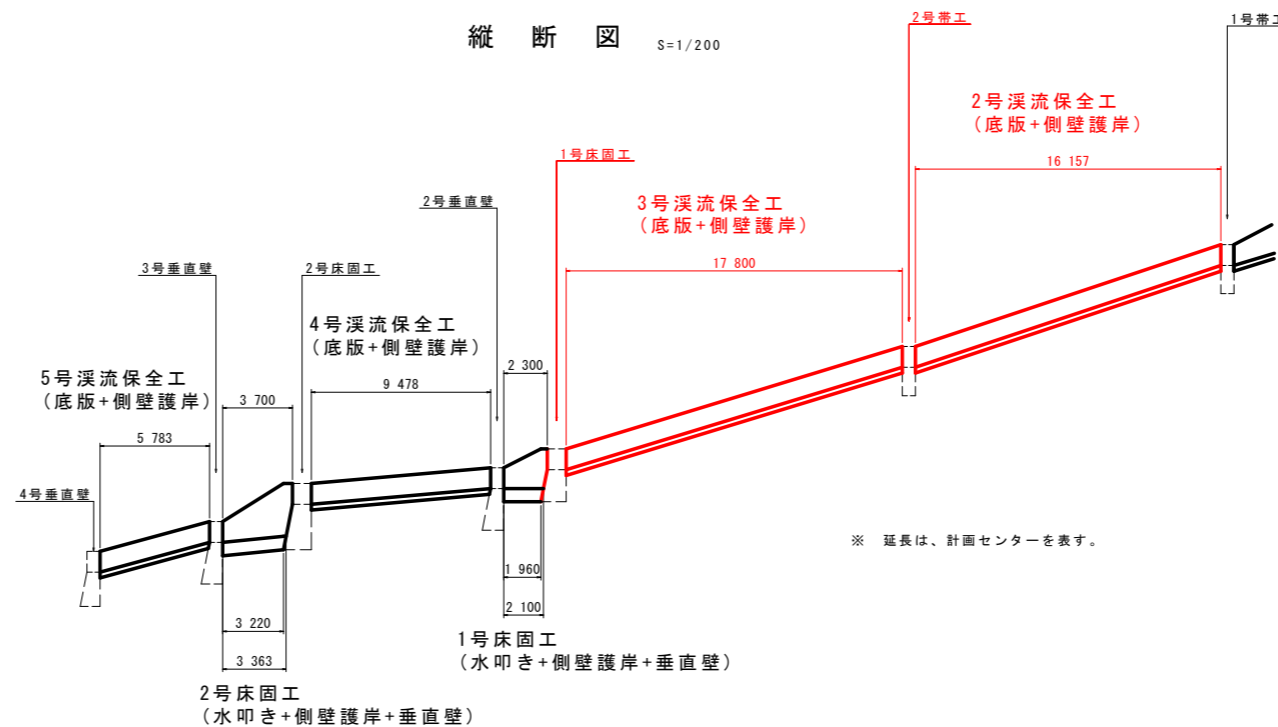 縦断図 S=1/200
2号帯工
1号帯工
2号渓流保全工
(底版+側壁護岸)
16 157
1号床固工
3号渓流保全工
(底版+側壁護岸)
17 800
2号垂直壁
3号垂直壁
2号床固工
4号渓流保全工
(底版+側壁護岸)
9 478
2 300
5号渓流保全工
(底版+側壁護岸)
3 700
5 783
4号垂直壁
※ 延長は、計画センターを表す。
1 960
2 100
1号床固工
(水叩き+側壁護岸+垂直壁)
3 220
3 363
2号床固工
(水叩き+側壁護岸+垂直壁)